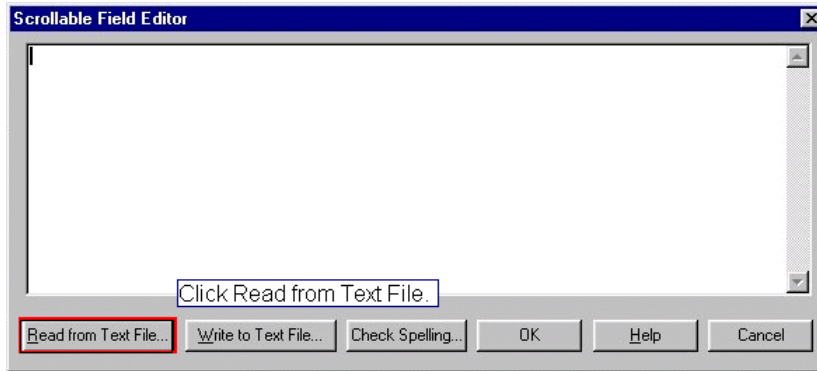 Scrollable Field Editor
Click Read from Text File.
Read from Text File... Write to Text File... Check Spelling... OK Help Cancel